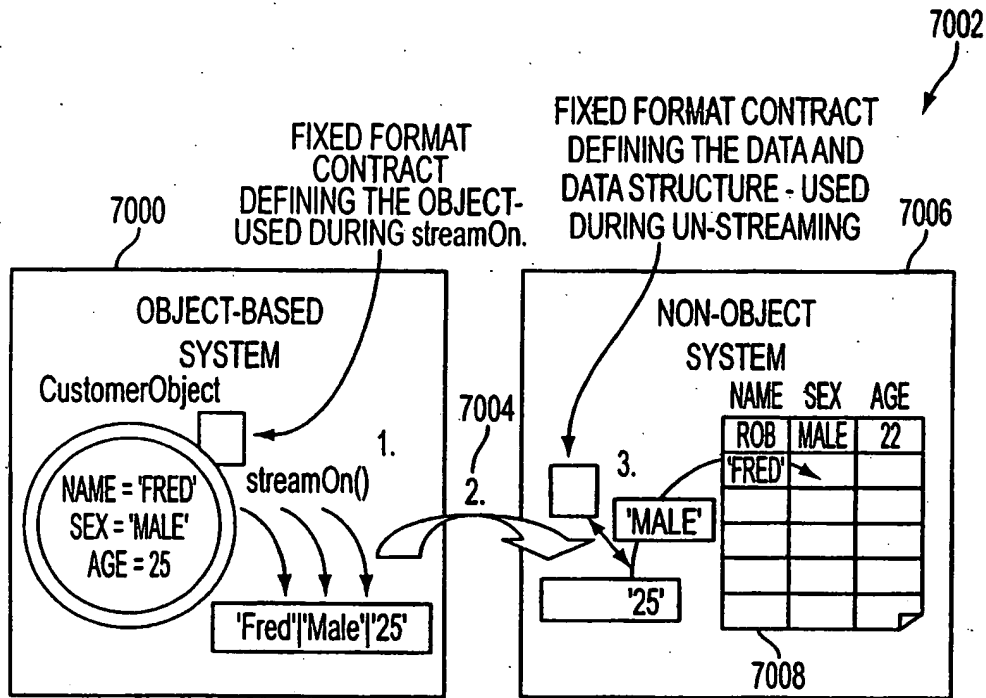 7002
FIXED FORMAT
CONTRACT
DEFINING THE OBJECT-
USED DURING streamOn.
FIXED FORMAT CONTRACT
DEFINING THE DATA AND
DATA STRUCTURE - USED
DURING UN-STREAMING
7000
7006
OBJECT-BASED
SYSTEM
CustomerObject
NAME = 'FRED'
SEX = 'MALE'
AGE = 25
1.
streamOn()
'Fred'|'Male'|'25'
7004
2.
NON-OBJECT
SYSTEM
3.
'MALE'
'25'
NAME SEX AGE
ROB MALE 22
'FRED'
7008